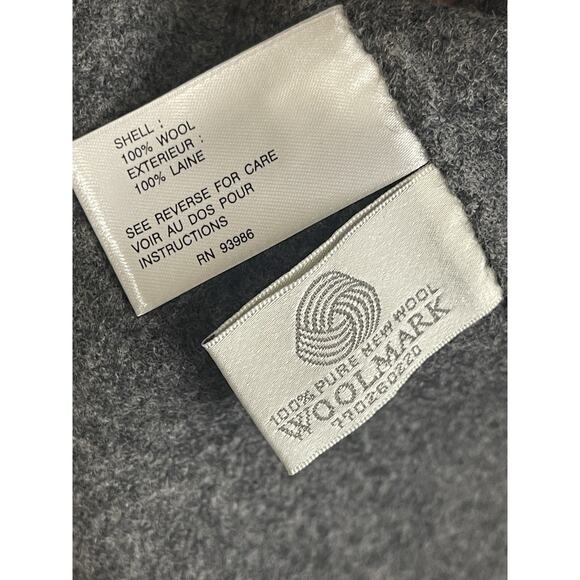 SHELL :
100% WOOL
EXTERIEUR :
100% LAINE
SEE REVERSE FOR CARE
VOIR AU DOS POUR
INSTRUCTIONS
RN 93986
100% PURE NEW WOOL
WOOLMARK
770260220